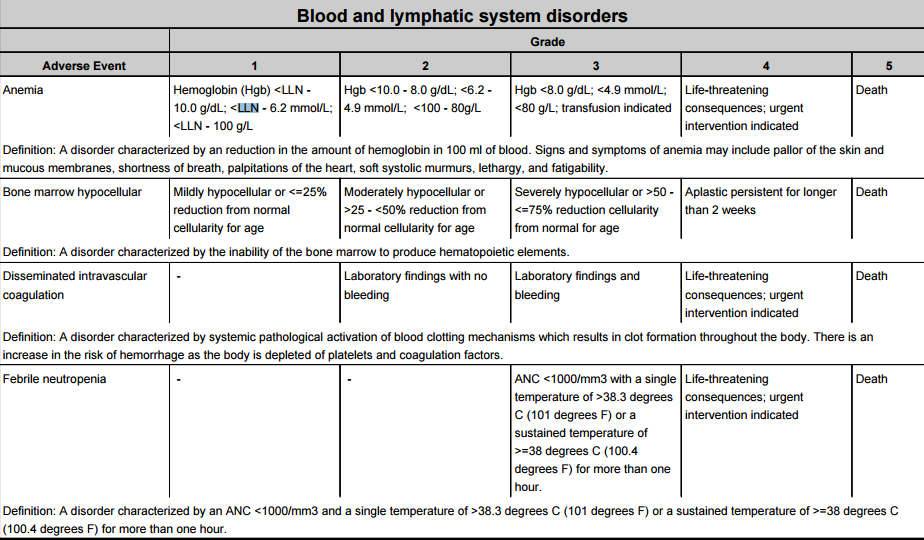 Blood and lymphatic system disorders
Grade
Adverse Event 1 2 3 4 5
Anemia
Hemoglobin (Hgb) <LLN -
10.0 g/dL; <LLN - 6.2 mmol/L;
<LLN - 100 g/L
Hgb <10.0 - 8.0 g/dL; <6.2 -
4.9 mmol/L; <100 - 80g/L
Hgb <8.0 g/dL; <4.9 mmol/L;
<80 g/L; transfusion indicated
Life-threatening
consequences; urgent
intervention indicated
Death
Definition: A disorder characterized by an reduction in the amount of hemoglobin in 100 ml of blood. Signs and symptoms of anemia may include pallor of the skin and
mucous membranes, shortness of breath, palpitations of the heart, soft systolic murmurs, lethargy, and fatigability.
Bone marrow hypocellular
Mildly hypocellular or <=25%
reduction from normal
cellularity for age
Moderately hypocellular or
>25 - <50% reduction from
normal cellularity for age
Severely hypocellular or >50 -
<=75% reduction cellularity
from normal for age
Aplastic persistent for longer
than 2 weeks
Death
Definition: A disorder characterized by the inability of the bone marrow to produce hematopoietic elements.
Disseminated intravascular
coagulation
-
Laboratory findings with no
bleeding
Laboratory findings and
bleeding
Life-threatening
consequences; urgent
intervention indicated
Death
Definition: A disorder characterized by systemic pathological activation of blood clotting mechanisms which results in clot formation throughout the body. There is an
increase in the risk of hemorrhage as the body is depleted of platelets and coagulation factors.
Febrile neutropenia
-
-
ANC <1000/mm3 with a single
temperature of >38.3 degrees
C (101 degrees F) or a
sustained temperature of
>=38 degrees C (100.4
degrees F) for more than one
hour.
Life-threatening
consequences; urgent
intervention indicated
Death
Definition: A disorder characterized by an ANC <1000/mm3 and a single temperature of >38.3 degrees C (101 degrees F) or a sustained temperature of >=38 degrees C
(100.4 degrees F) for more than one hour.